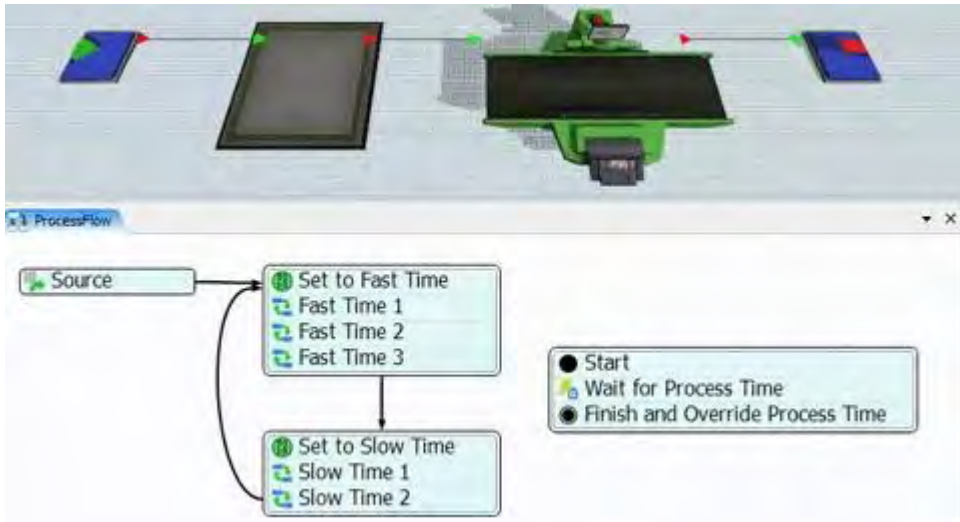 ProcessFlow
Source
Set to Fast Time
Fast Time 1
Fast Time 2
Fast Time 3
Set to Slow Time
Slow Time 1
Slow Time 2
Start
Wait for Process Time
Finish and Override Process Time